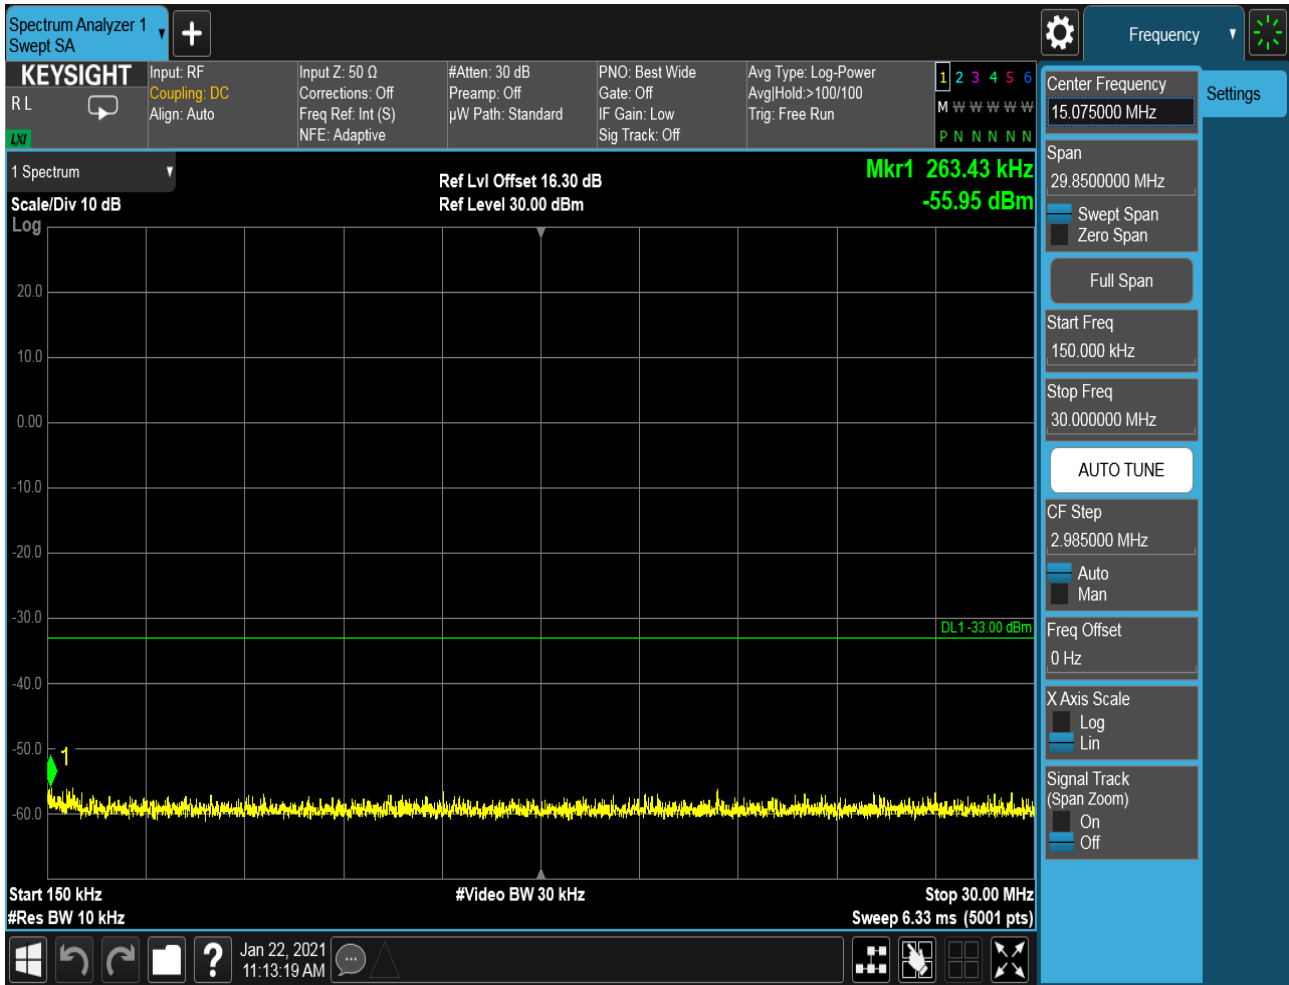 Spectrum Analyzer 1
Swept SA
Frequency
KEYSIGHT
R L
LXI
Input: RF
Coupling: DC
Align: Auto
Input Z: 50 Ω
Corrections: Off
Freq Ref: Int (S)
NFE: Adaptive
#Atten: 30 dB
Preamp: Off
µW Path: Standard
PNO: Best Wide
Gate: Off
IF Gain: Low
Sig Track: Off
Avg Type: Log-Power
Avg|Hold:>100/100
Trig: Free Run
1 2 3 4 5 6
M W W W W W
P N N N N N
1 Spectrum
Scale/Div 10 dB
Log
Ref Lvl Offset 16.30 dB
Ref Level 30.00 dBm
Mkr1 263.43 kHz
-55.95 dBm
20.0
10.0
0.00
-10.0
-20.0
-30.0
-40.0
-50.0
-60.0
DL1 -33.00 dBm
1
Start 150 kHz
#Res BW 10 kHz
#Video BW 30 kHz
Stop 30.00 MHz
Sweep 6.33 ms (5001 pts)
Jan 22, 2021
11:13:19 AM
?
Center Frequency
15.075000 MHz
Settings
Span
29.8500000 MHz
Swept Span
Zero Span
Full Span
Start Freq
150.000 kHz
Stop Freq
30.000000 MHz
AUTO TUNE
CF Step
2.985000 MHz
Auto
Man
Freq Offset
0 Hz
X Axis Scale
Log
Lin
Signal Track
(Span Zoom)
On
Off